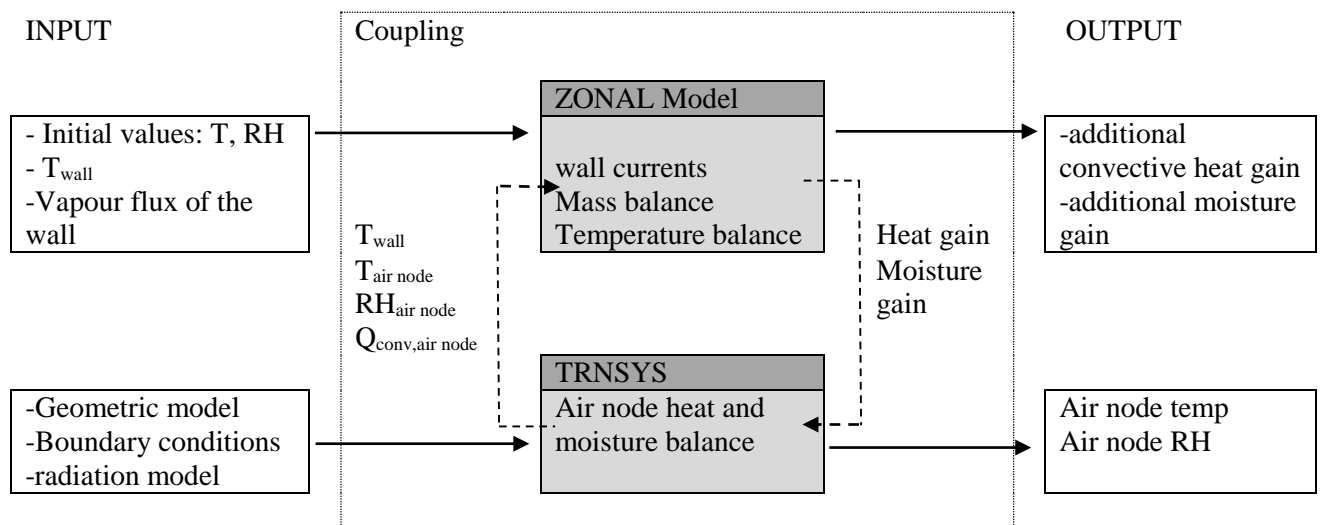 INPUT
Coupling
OUTPUT
- Initial values: T, RH
- T_wall
-Vapour flux of the
wall
ZONAL Model
wall currents
Mass balance
Temperature balance
-additional
convective heat gain
-additional moisture
gain
T_wall
T_air node
RH_air node
Q_conv,air node
Heat gain
Moisture
gain
-Geometric model
-Boundary conditions
-radiation model
TRNSYS
Air node heat and
moisture balance
Air node temp
Air node RH